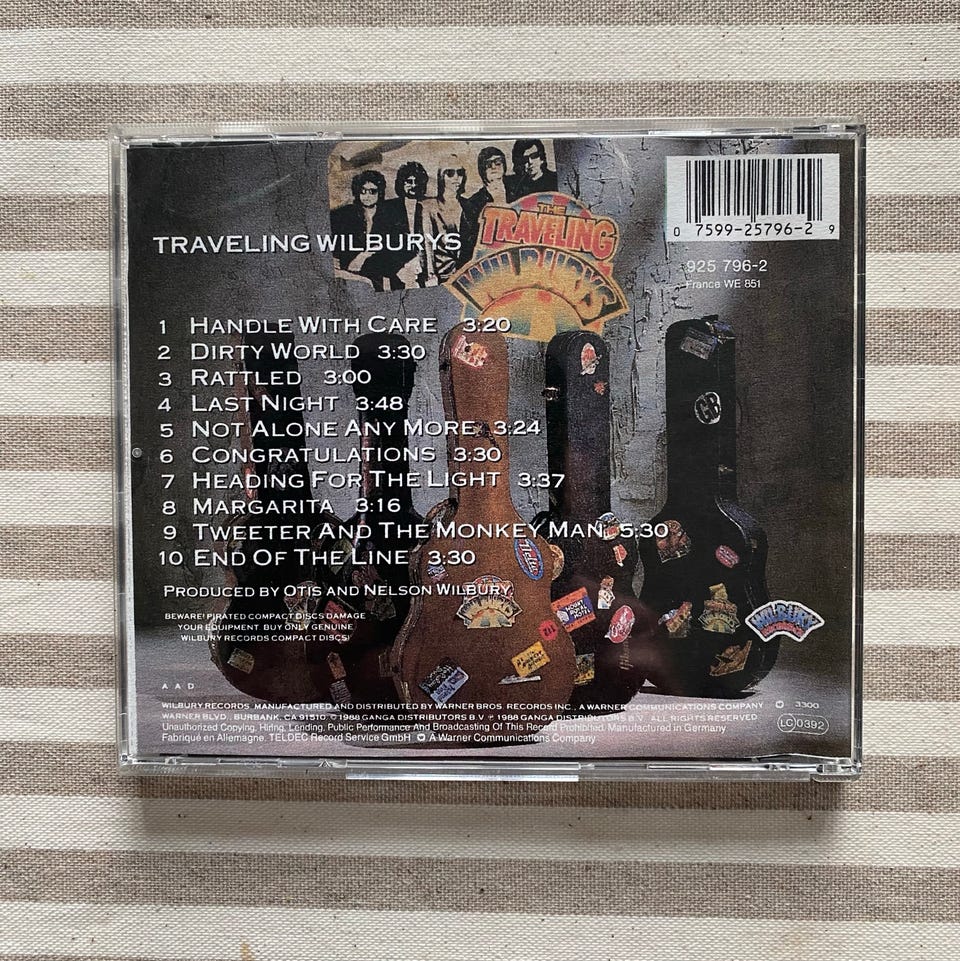 THE
TRAVELING
WILBURYS
TRAVELING WILBURYS
0 7599-25796-2 9
925 796-2
France WE 851
1 HANDLE WITH CARE 3:20
2 DIRTY WORLD 3:30
3 RATTLED 3:00
4 LAST NIGHT 3:48
5 NOT ALONE ANY MORE 3:24
6 CONGRATULATIONS 3:30
7 HEADING FOR THE LIGHT 3:37
8 MARGARITA 3:16
9 TWEETER AND THE MONKEY MAN 5:30
10 END OF THE LINE 3:30
PRODUCED BY OTIS AND NELSON WILBURY
BEWARE! PIRATED COMPACT DISCS DAMAGE
YOUR EQUIPMENT BUY ONLY GENUINE
WILBURY RECORDS COMPACT DISCS!
GB
WILBURYS
WILBURY
A A D
WILBURY RECORDS MANUFACTURED AND DISTRIBUTED BY WARNER BROS. RECORDS INC., A WARNER COMMUNICATIONS COMPANY 3300
WARNER BLVD., BURBANK, CA 91510. © 1988 GANGA DISTRIBUTORS B.V. ℗ 1988 GANGA DISTRIBUTORS B.V. ALL RIGHTS RESERVED
Unauthorized Copying, Hiring, Lending, Public Performance And Broadcasting Of This Record Prohibited. Manufactured in Germany
Fabriqué en Allemagne. TELDEC Record Service GmbH A Warner Communications Company
LC 0392